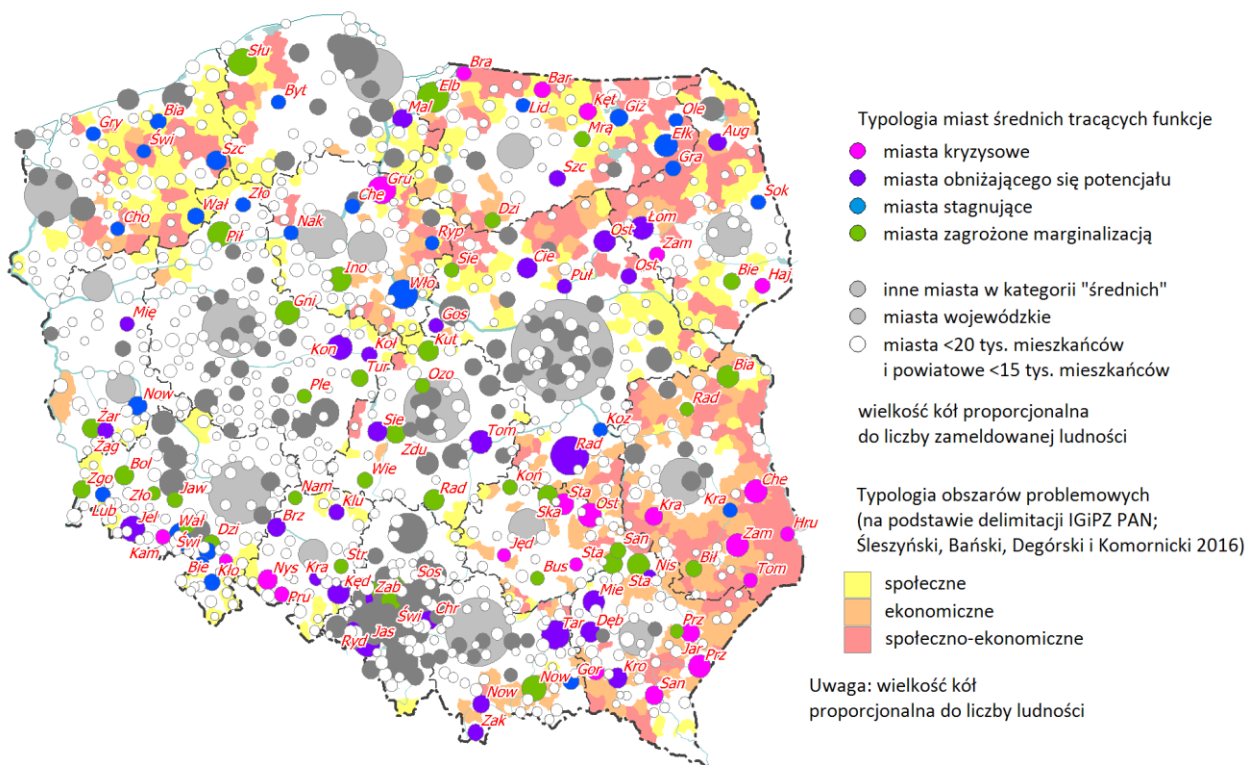 Słu
Byt
Bra
Elb
Mal
Bar
Lid
Kęt
Giż
Mrą
Ole
Ełk
Gra
Aug
Gry
Bia
Świ
Szc
Szc
Sok
Cho
Wał
Zło
Pił
Nak
Che
Gru
Ryp
Sie
Dzi
Cie
Ost
Łom
Zam
Ost
Puł
Bie
Haj
Ino
Wło
Gni
Gos
Kut
Mię
Kon
Koł
Tur
Ozo
Ple
Now
Żar
Żag
Sie
Zdu
Tom
Koz
Rad
Rad
Bia
Zgo
Bol
Lub
Zło
Jaw
Jel
Kam
Wał
Świ
Dzi
Bie
Kło
Nam
Klu
Brz
Wie
Rad
Koń
Ska
Sta
Ost
Kra
Kra
Che
Zam
Hru
Tom
Nys
Pru
Kra
Kęd
Str
Zab
Sos
Świ
Chr
Jas
Ryd
Jęd
Bus
Sta
San
Sta
Nis
Bił
Mie
Tar
Dęb
Prz
Jar
Prz
Now
Gor
Kro
San
Now
Zak
Typologia miast średnich tracących funkcje
miasta kryzysowe
miasta obniżającego się potencjału
miasta stagnujące
miasta zagrożone marginalizacją
inne miasta w kategorii "średnich"
miasta wojewódzkie
miasta <20 tys. mieszkańców
i powiatowe <15 tys. mieszkańców
wielkość kół proporcjonalna
do liczby zameldowanej ludności
Typologia obszarów problemowych
(na podstawie delimitacji IGiPZ PAN;
Śleszyński, Bański, Degórski i Komornicki 2016)
społeczne
ekonomiczne
społeczno-ekonomiczne
Uwaga: wielkość kół
proporcjonalna do liczby ludności